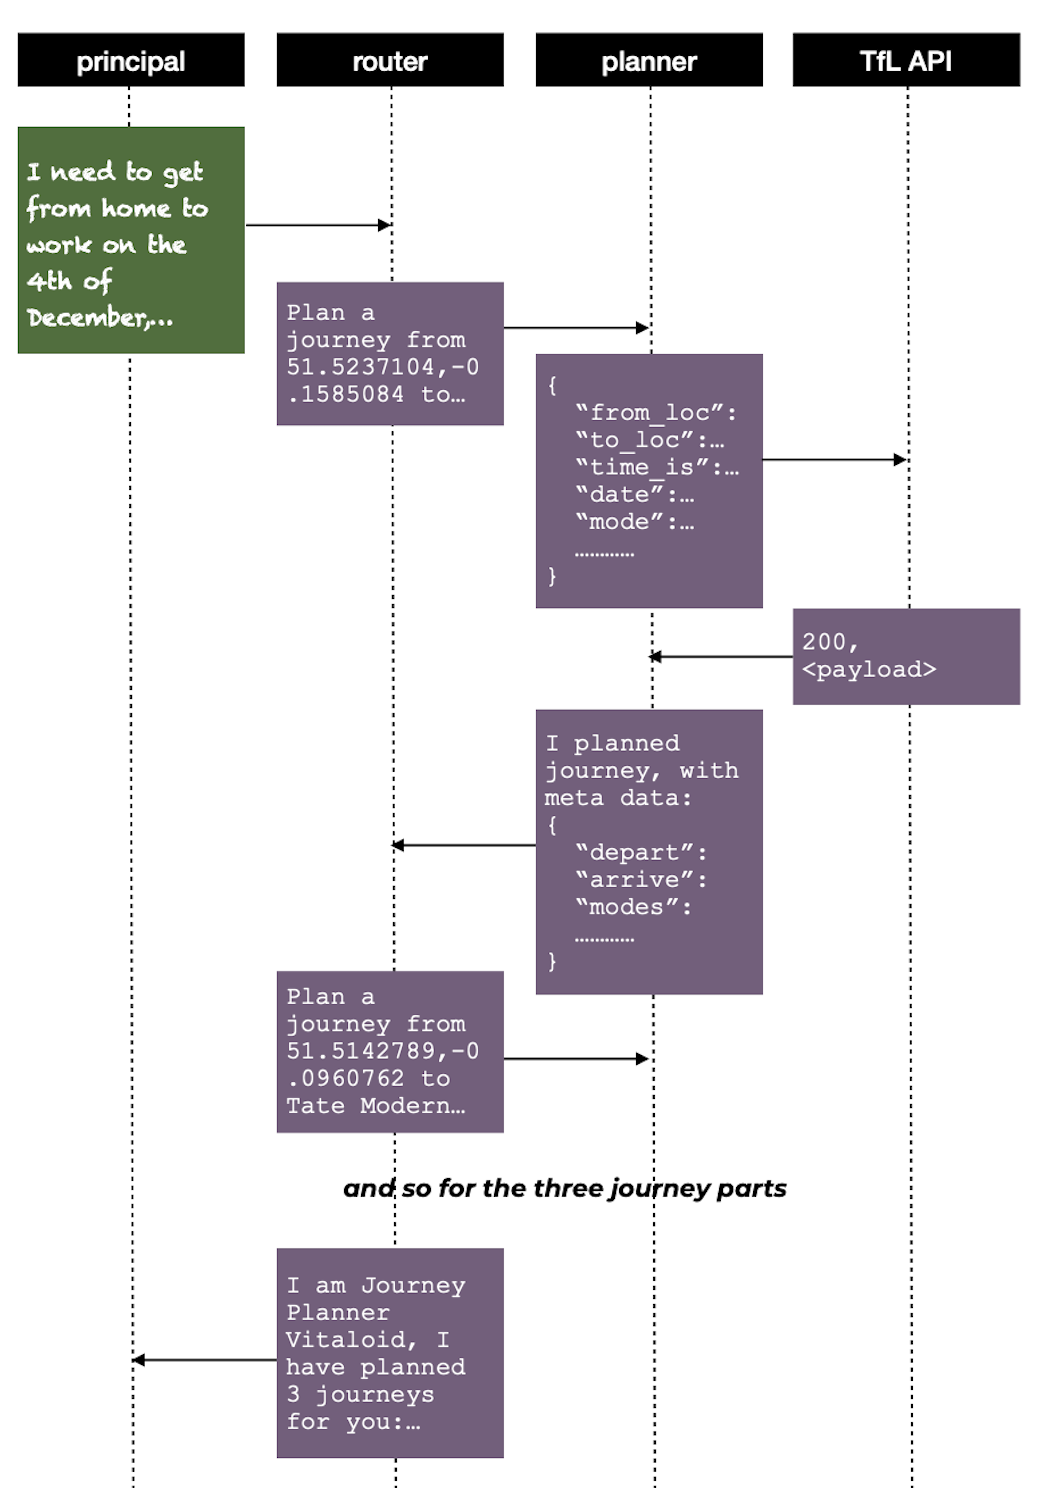 principal
router
planner
TfL API
I need to get
from home to
work on the
4th of
December,...
Plan a
journey from
51.5237104,-0
.1585084 to…
{
“from_loc”:
“to_loc”:…
“time_is”:…
“date”:…
“mode”:…
…………
}
200,
<payload>
I planned
journey, with
meta data:
{
“depart”:
“arrive”:
“modes”:
…………
}
Plan a
journey from
51.5142789,-0
.0960762 to
Tate Modern…
and so for the three journey parts
I am Journey
Planner
Vitaloid, I
have planned
3 journeys
for you:…